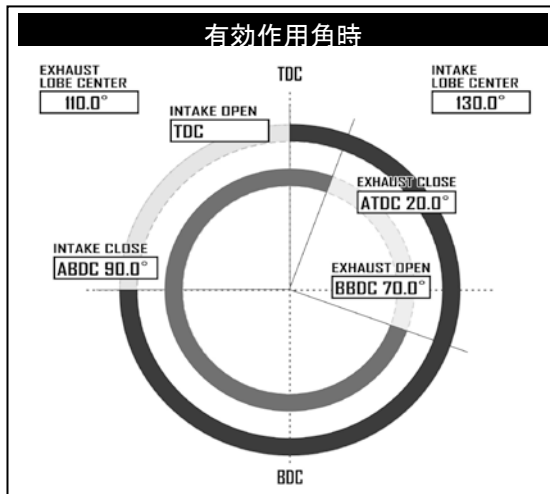 有効作用角時
EXHAUST
LOBE CENTER
110.0°
TDC
INTAKE
LOBE CENTER
130.0°
INTAKE OPEN
TDC
EXHAUST CLOSE
ATDC 20.0°
INTAKE CLOSE
ABDC 90.0°
EXHAUST OPEN
BBDC 70.0°
BDC